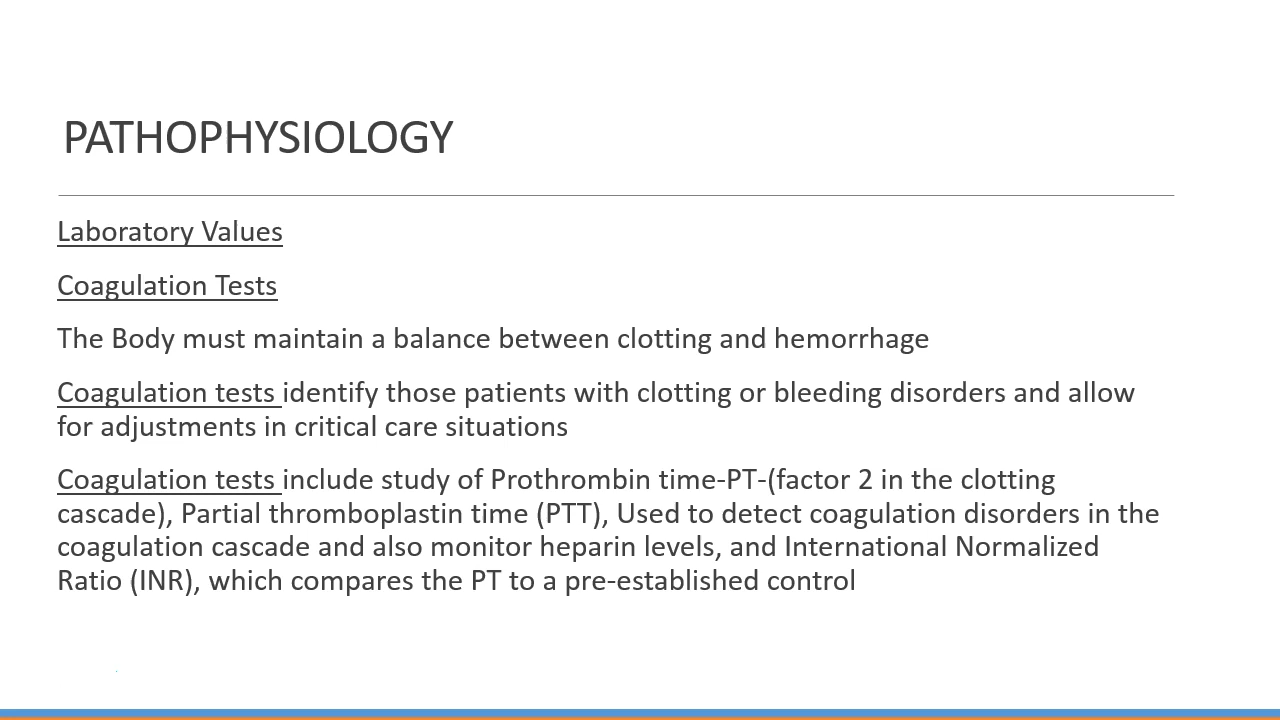 PATHOPHYSIOLOGY
Laboratory Values
Coagulation Tests
The Body must maintain a balance between clotting and hemorrhage
Coagulation tests identify those patients with clotting or bleeding disorders and allow
for adjustments in critical care situations
Coagulation tests include study of Prothrombin time-PT-(factor 2 in the clotting
cascade), Partial thromboplastin time (PTT), Used to detect coagulation disorders in the
coagulation cascade and also monitor heparin levels, and International Normalized
Ratio (INR), which compares the PT to a pre-established control